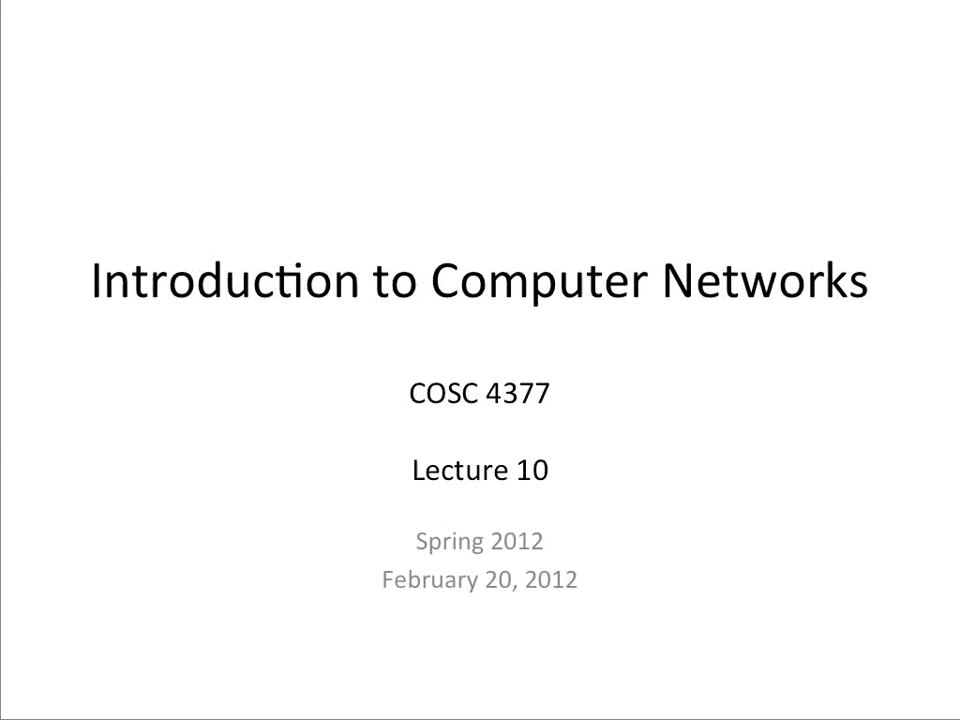 Introduction to Computer Networks
COSC 4377
Lecture 10
Spring 2012
February 20, 2012